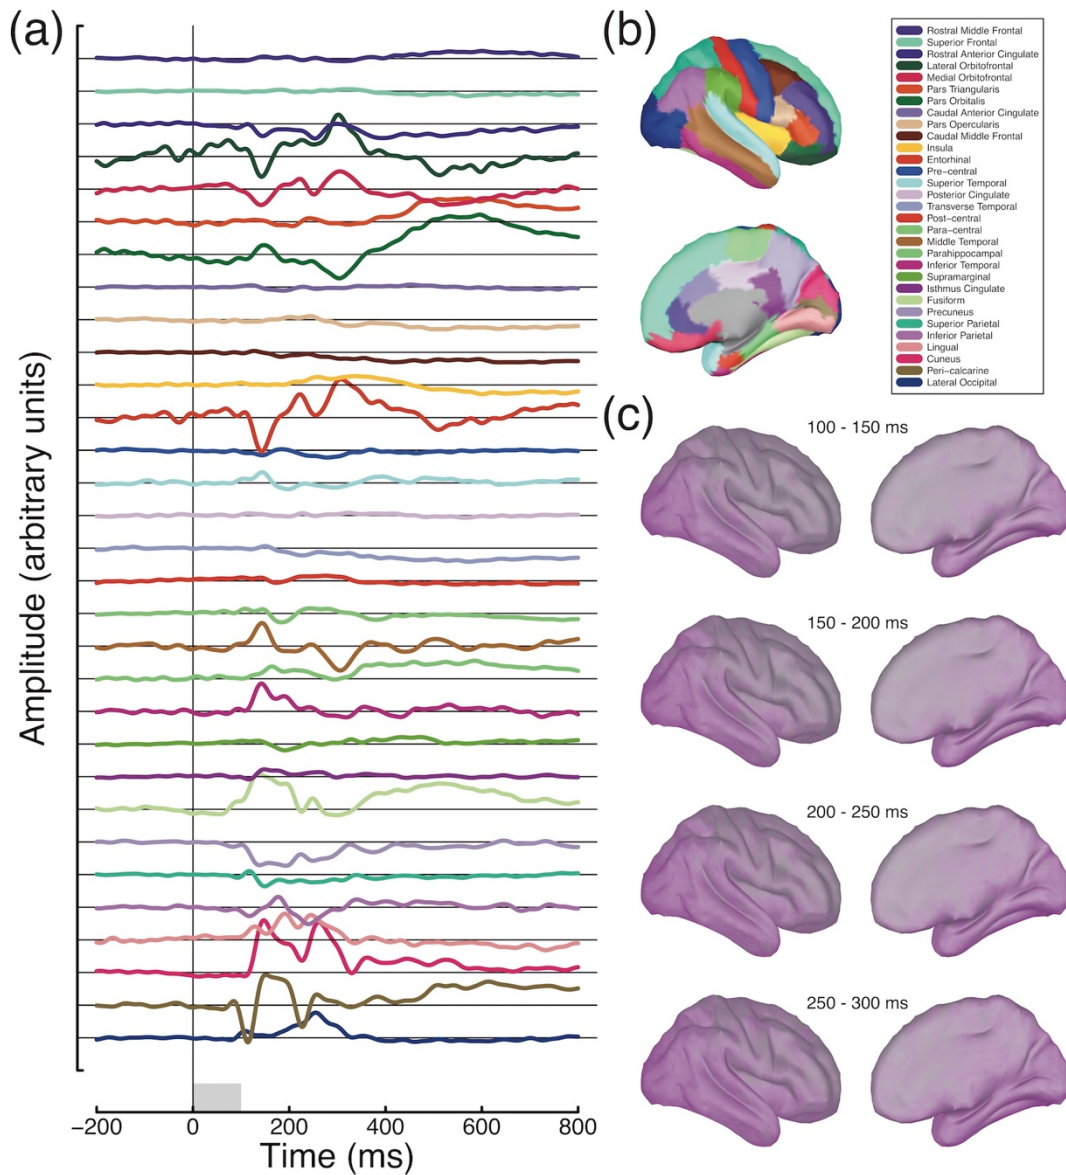 (a)
Amplitude (arbitrary units)
−200 0 200 400 600 800
Time (ms)
(b)
Rostral Middle Frontal
Superior Frontal
Rostral Anterior Cingulate
Lateral Orbitofrontal
Medial Orbitofrontal
Pars Triangularis
Pars Orbitalis
Caudal Anterior Cingulate
Pars Opercularis
Caudal Middle Frontal
Insula
Entorhinal
Pre-central
Superior Temporal
Posterior Cingulate
Transverse Temporal
Post-central
Para-central
Middle Temporal
Parahippocampal
Inferior Temporal
Supramarginal
Isthmus Cingulate
Fusiform
Precuneus
Superior Parietal
Inferior Parietal
Lingual
Cuneus
Peri-calcarine
Lateral Occipital
(c)
100 - 150 ms
150 - 200 ms
200 - 250 ms
250 - 300 ms